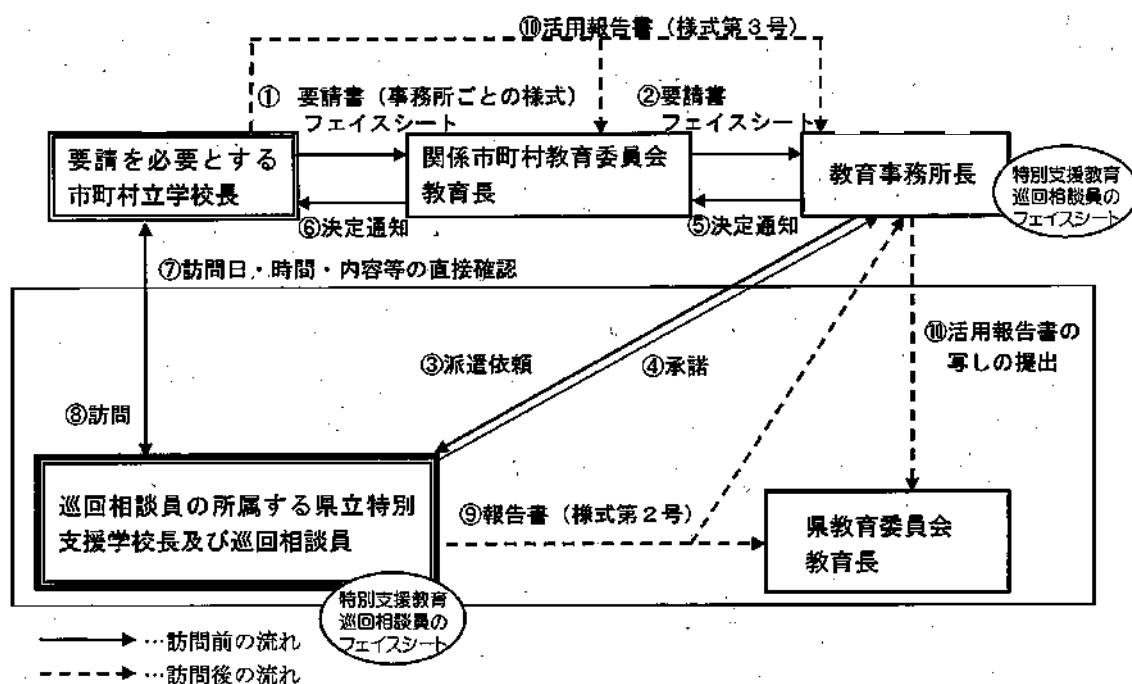 ⑩活用報告書（様式第３号）
① 要請書（事務所ごとの様式）
フェイスシート
②要請書
フェイスシート
要請を必要とする
市町村立学校長
関係市町村教育委員会
教育長
教育事務所長
特別支援教育
巡回相談員の
フェイスシート
⑥決定通知
⑤決定通知
⑦訪問日・時間・内容等の直接確認
③派遣依頼
④承諾
⑩活用報告書の
写しの提出
⑧訪問
巡回相談員の所属する県立特別
支援学校長及び巡回相談員
⑨報告書（様式第２号）
県教育委員会
教育長
特別支援教育
巡回相談員の
フェイスシート
…訪問前の流れ
…訪問後の流れ